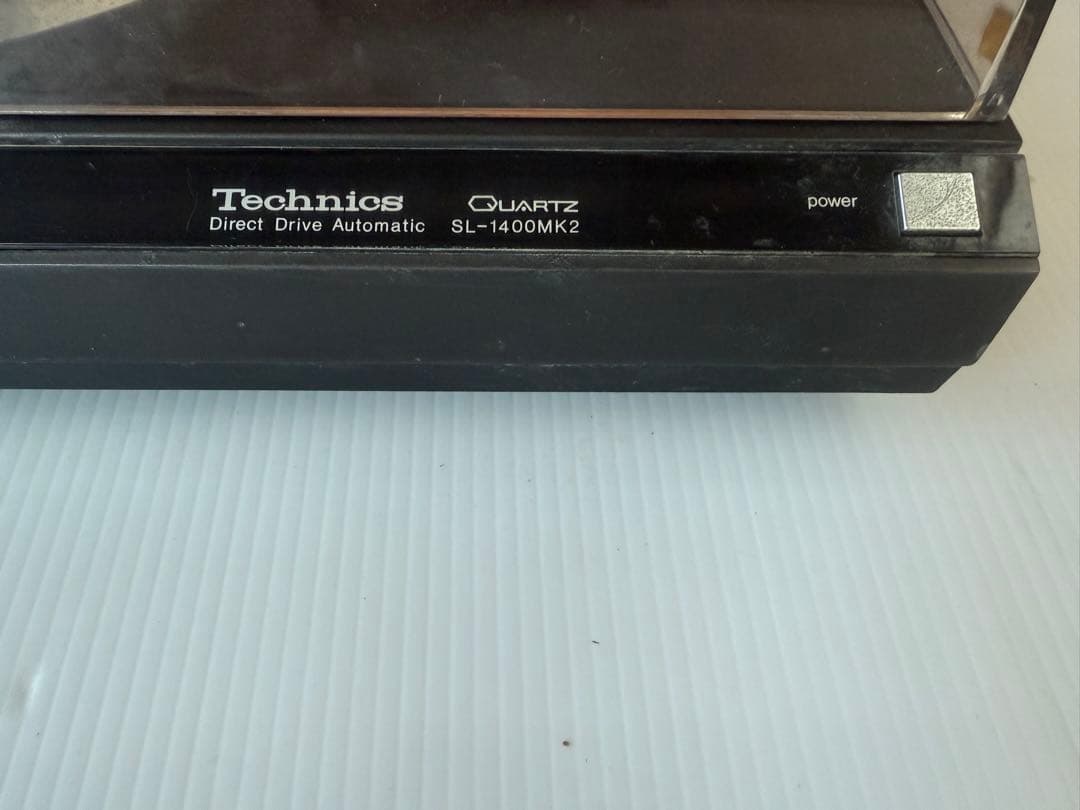 Technics QUARTZ
Direct Drive Automatic SL-1400MK2
power